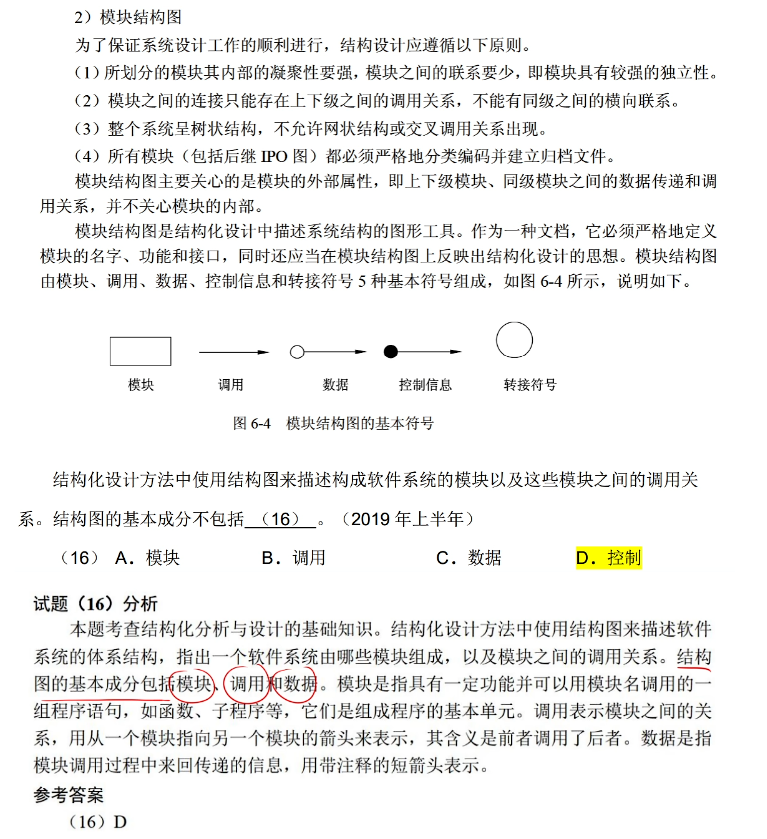 2）模块结构图
为了保证系统设计工作的顺利进行，结构设计应遵循以下原则。
（1）所划分的模块其内部的凝聚性要强，模块之间的联系要少，即模块具有较强的独立性。
（2）模块之间的连接只能存在上下级之间的调用关系，不能有同级之间的横向联系。
（3）整个系统呈树状结构，不允许网状结构或交叉调用关系出现。
（4）所有模块（包括后继 IPO 图）都必须严格地分类编码并建立归档文件。
模块结构图主要关心的是模块的外部属性，即上下级模块、同级模块之间的数据传递和调
用关系，并不关心模块的内部。
模块结构图是结构化设计中描述系统结构的图形工具。作为一种文档，它必须严格地定义
模块的名字、功能和接口，同时还应当在模块结构图上反映出结构化设计的思想。模块结构图
由模块、调用、数据、控制信息和转接符号 5 种基本符号组成，如图 6-4 所示，说明如下。
模块 调用 数据 控制信息 转接符号
图 6-4 模块结构图的基本符号
结构化设计方法中使用结构图来描述构成软件系统的模块以及这些模块之间的调用关
系。结构图的基本成分不包括（16）。（2019 年上半年）
（16） A．模块 B．调用 C．数据 D．控制
试题（16）分析
本题考查结构化分析与设计的基础知识。结构化设计方法中使用结构图来描述软件
系统的体系结构，指出一个软件系统由哪些模块组成，以及模块之间的调用关系。结构
图的基本成分包括模块、调用和数据。模块是指具有一定功能并可以用模块名调用的一
组程序语句，如函数、子程序等，它们是组成程序的基本单元。调用表示模块之间的关
系，用从一个模块指向另一个模块的箭头来表示，其含义是前者调用了后者。数据是指
模块调用过程中来回传递的信息，用带注释的短箭头表示。
参考答案
（16）D